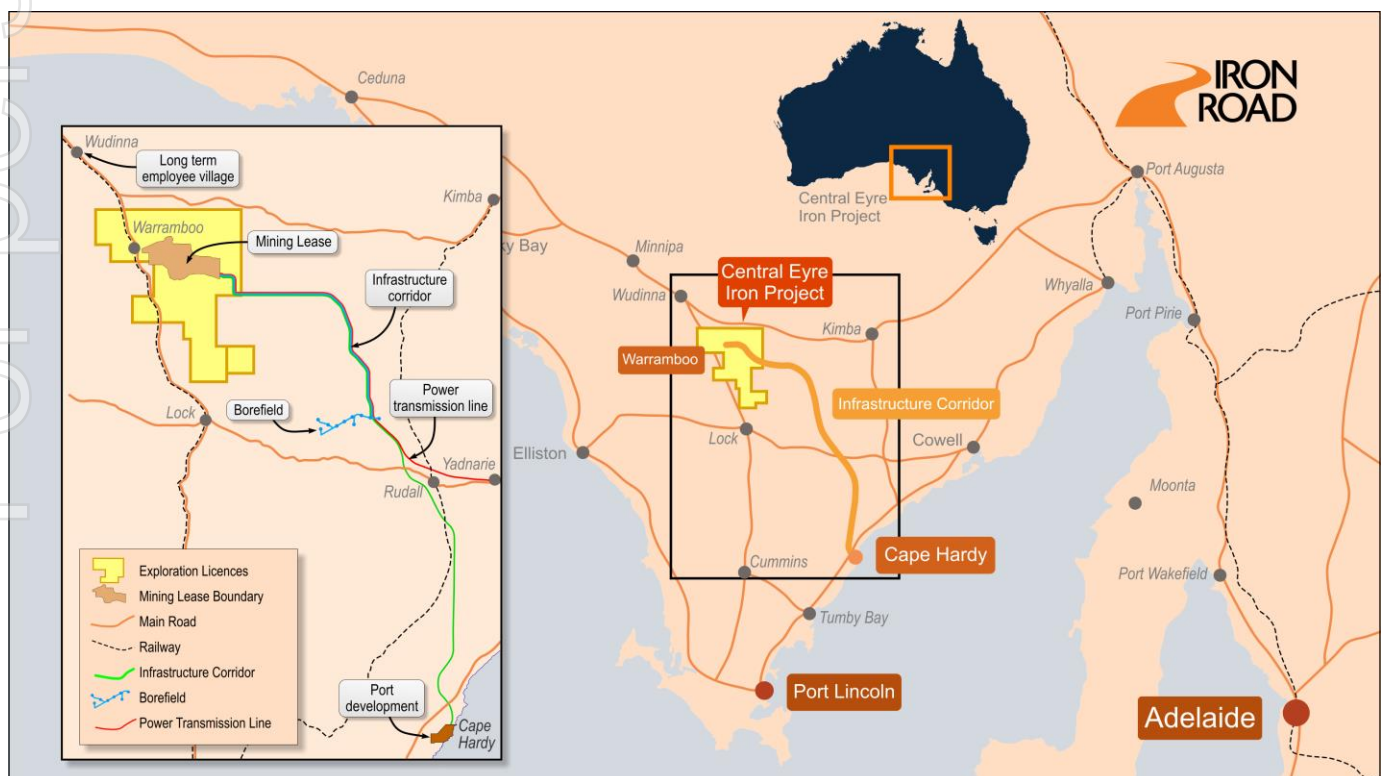 Ceduna
IRON
ROAD
Port Augusta
Central Eyre
Iron Project
ky Bay
Minnipa
Wudinna
Central Eyre
Iron Project
Kimba
Whyalla
Port Pirie
Warramboo
Infrastructure Corridor
Lock
Cowell
Elliston
Moonta
Cummins
Cape Hardy
Port Wakefield
Tumby Bay
Port Lincoln
Adelaide
Wudinna
Long term
employee village
Kimba
Warramboo
Mining Lease
Infrastructure
corridor
Power
transmission line
Lock
Borefield
Yadnarie
Rudall
Exploration Licences
Mining Lease Boundary
Main Road
Railway
Infrastructure Corridor
Borefield
Power Transmission Line
Port
development
Cape
Hardy